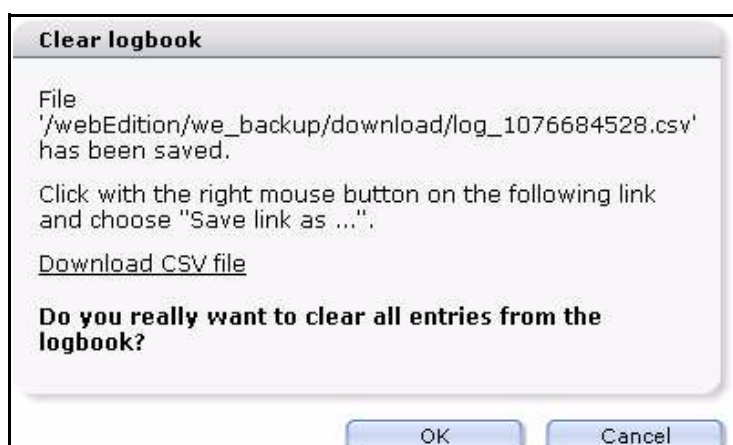 Clear logbook
File
'/webEdition/we_backup/download/log_1076684528.csv'
has been saved.
Click with the right mouse button on the following link
and choose "Save link as ...".
Download CSV file
Do you really want to clear all entries from the
logbook?
OK
Cancel